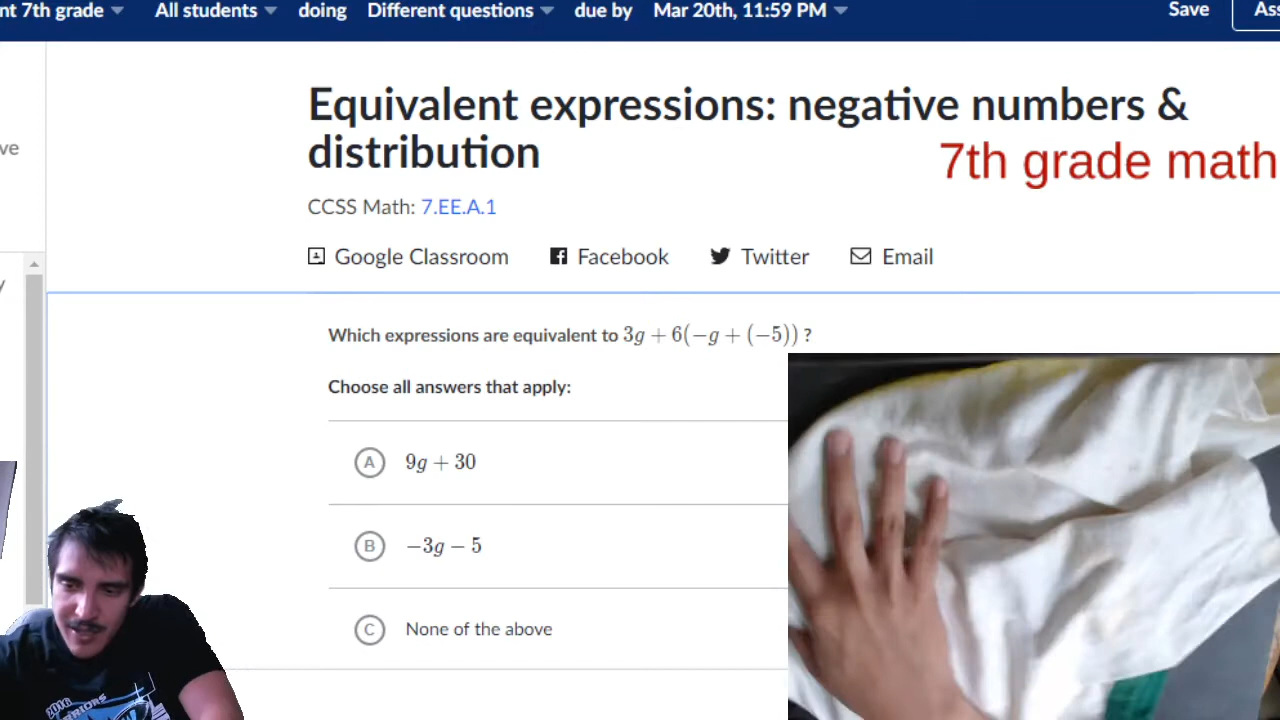 nt 7th grade All students doing Different questions due by Mar 20th, 11:59 PM Save Ass
Equivalent expressions: negative numbers &
distribution
7th grade math
ve
CCSS Math: 7.EE.A.1
Google Classroom Facebook Twitter Email
y
Which expressions are equivalent to 3g + 6(−g + (−5)) ?
Choose all answers that apply:
A 9g + 30
B −3g − 5
C None of the above
2016